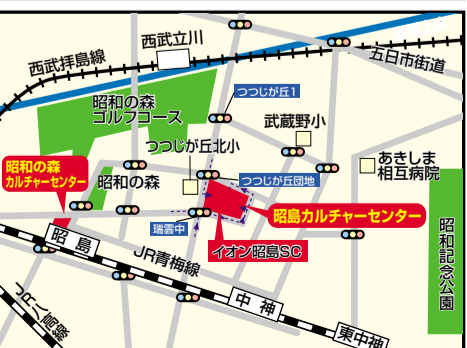 西武立川
西武拝島線
五日市街道
昭和の森
ゴルフコース
つつじが丘1
武蔵野小
つつじが丘北小
あきしま
相互病院
昭和の森
カルチャーセンター
昭和の森
つつじが丘団地
昭島カルチャーセンター
瑞雲中
昭島
イオン昭島SC
昭和記念公園
JR青梅線
JR八高線
中神
東中神